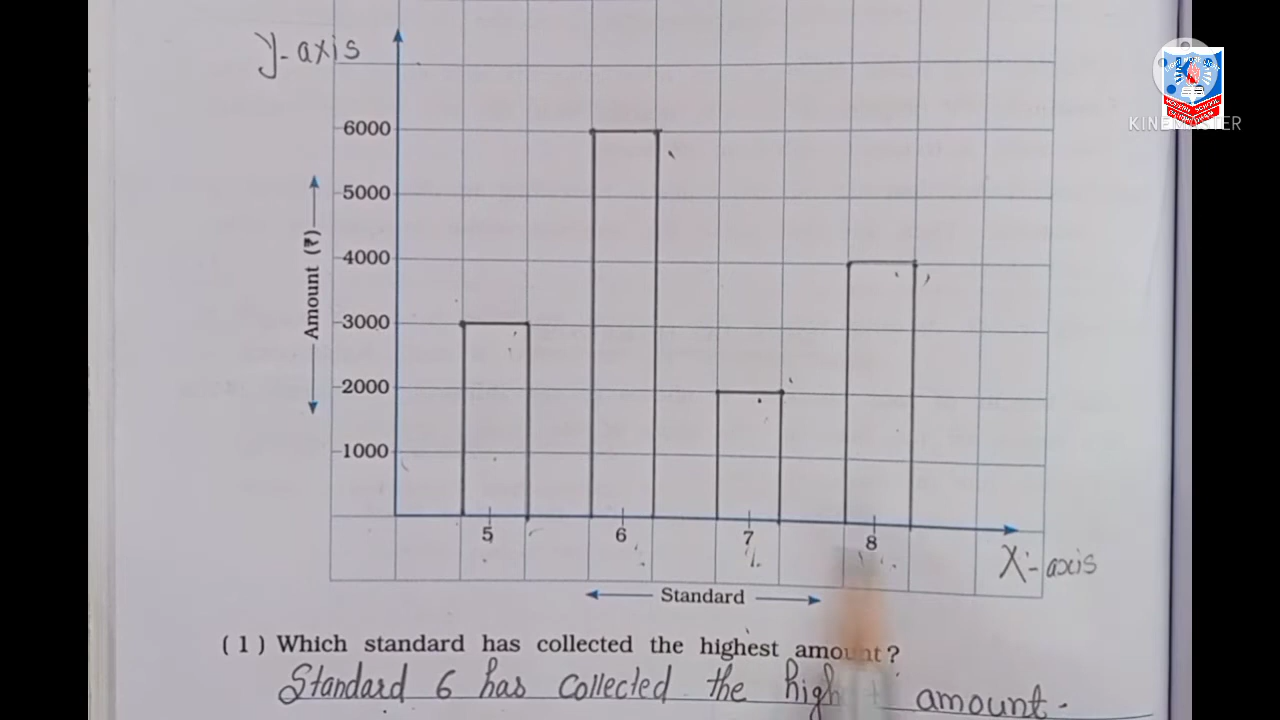 Y-axis
KINEMASTER
6000
5000
4000
3000
2000
1000
Amount (₹)
5
6
7
8
X-axis
Standard
( 1 ) Which standard has collected the highest amount?
Standard 6 has collected the amount.